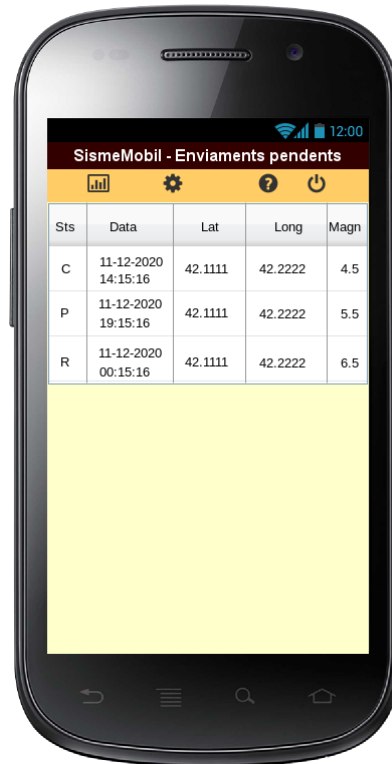 12:00
SismeMobil - Enviaments pendents
Sts Data Lat Long Magn
C 11-12-2020 14:15:16 42.1111 42.2222 4.5
P 11-12-2020 19:15:16 42.1111 42.2222 5.5
R 11-12-2020 00:15:16 42.1111 42.2222 6.5